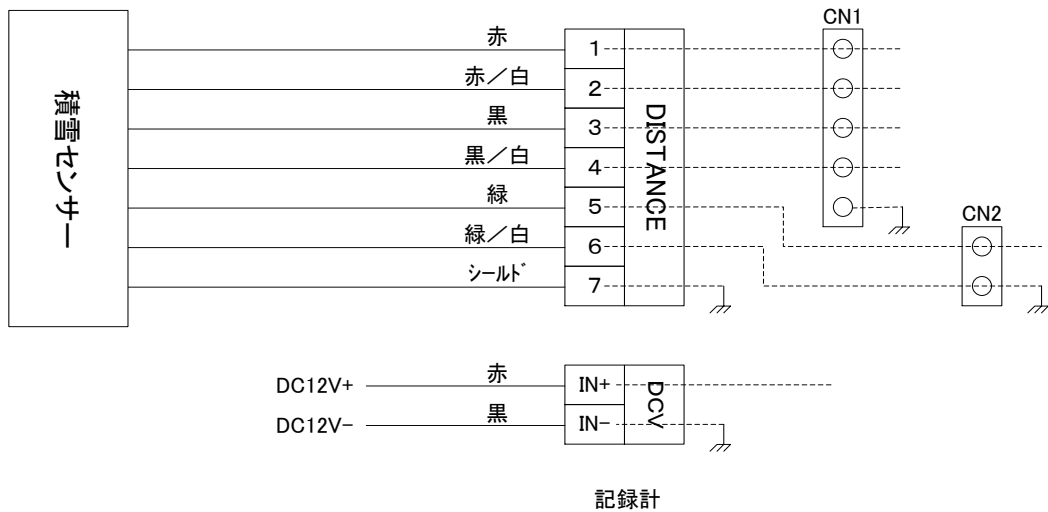 CN1
赤
1
赤／白
2
黒
3
黒／白
4
緑
5
緑／白
6
シールド
7
積雪センサー
DISTANCE
CN2
DC12V+
赤
IN+
DC12V-
黒
IN-
DCV
記録計